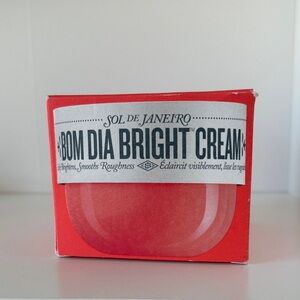 SOL DE JANEIRO
BOM DIA BRIGHT CREAM
Brightens, Smooths Roughness Éclaircit visiblement, lisse les